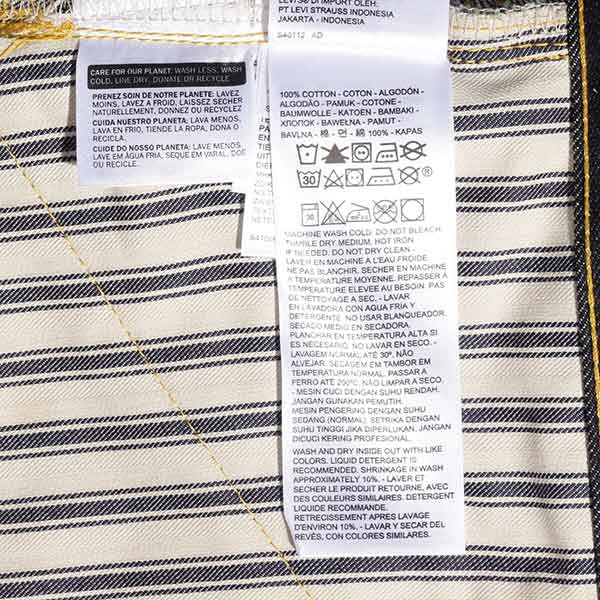 LEVI'S® DI IMPORT OLEH:
PT LEVI STRAUSS INDONESIA
JAKARTA - INDONESIA
S40112 AD
CARE FOR OUR PLANET: WASH LESS, WASH
COLD, LINE DRY, DONATE OR RECYCLE
PRENEZ SOIN DE NOTRE PLANETE: LAVEZ
MOINS, LAVEZ A FROID, LAISSEZ SECHER
NATURELLEMENT, DONNEZ OU RECYCLEZ
CUIDA NUESTRO PLANETA: LAVA MENOS,
LAVA EN FRIO, TIENDE LA ROPA, DONA O
RECICLA.
CUIDE DO NOSSO PLANETA: LAVE MENOS,
LAVE EM ÁGUA FRIA, SEQUE EM VARAL, DOE
100% COTTON - COTON - ALGODÓN -
ALGODÃO - PAMUK - COTONE -
BAUMWOLLE - KATOEN - BAWAŁKI -
ХЛОПОК - BAWEŁNA - PAMUT -
BAVLNA - 棉 - 면 - 綿 100% - KAPAS
30
30
MACHINE WASH COLD. DO NOT BLEACH.
TUMBLE DRY MEDIUM. HOT IRON
IF NEEDED. DO NOT DRY CLEAN -
LAVER EN MACHINE A L'EAU FROIDE.
NE PAS BLANCHIR. SECHER EN MACHINE
A TEMPERATURE MOYENNE. REPASSER A
TEMPERATURE ELEVEE AU BESOIN. PAS
DE NETTOYAGE A SEC. - LAVAR
EN LAVADORA CON AGUA FRIA Y
DETERGENTE. NO USAR BLANQUEADOR.
SECADO MEDIO EN SECADORA.
PLANCHAR EN TEMPERATURA ALTA SI
ES NECESARIO. NO LAVAR EN SECO. -
LAVAGEM NORMAL ATÉ 30º. NÃO
ALVEJAR. SECAGEM EM TAMBOR EM
TEMPERATURA NORMAL. PASSAR A
FERRO ATÉ 200ºC. NÃO LIMPAR A SECO.
- MESIN CUCI DENGAN SUHU RENDAH.
JANGAN GUNAKAN PEMUTIH.
MESIN PENGERING DENGAN SUHU
SEDANG (NORMAL). SETRIKA DENGAN
SUHU TINGGI JIKA DIPERLUKAN. JANGAN
DICUCI KERING PROFESIONAL.
WASH AND DRY INSIDE OUT WITH LIKE
COLORS. LIQUID DETERGENT IS
RECOMMENDED. SHRINKAGE IN WASH
APPROXIMATELY 10%. - LAVER ET
SECHER LE PRODUIT RETOURNE, AVEC
DES COULEURS SIMILAIRES. DETERGENT
LIQUIDE RECOMMANDE.
RETRECISSEMENT APRES LAVAGE
D'ENVIRON 10%. - LAVAR Y SECAR DEL
REVÉS, CON COLORES SIMILARES.